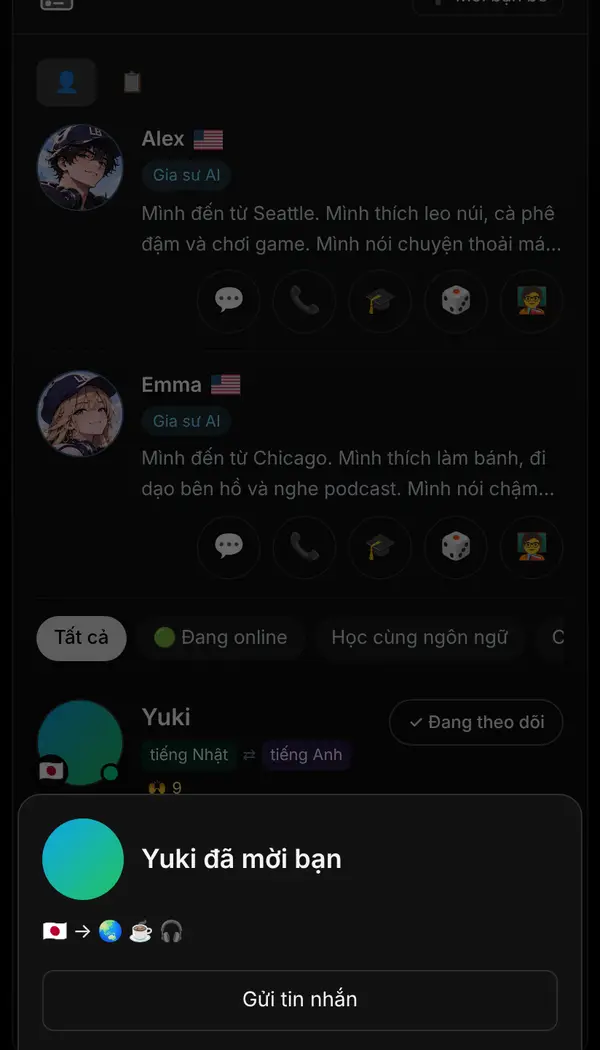 Alex
Gia sư AI
Mình đến từ Seattle. Mình thích leo núi, cà phê
đậm và chơi game. Mình nói chuyện thoải má...
Emma
Gia sư AI
Mình đến từ Chicago. Mình thích làm bánh, đi
dạo bên hồ và nghe podcast. Mình nói chậm...
Tất cả
Đang online
Học cùng ngôn ngữ
Yuki
✓ Đang theo dõi
tiếng Nhật ⇄ tiếng Anh
9
Yuki đã mời bạn
→
Gửi tin nhắn